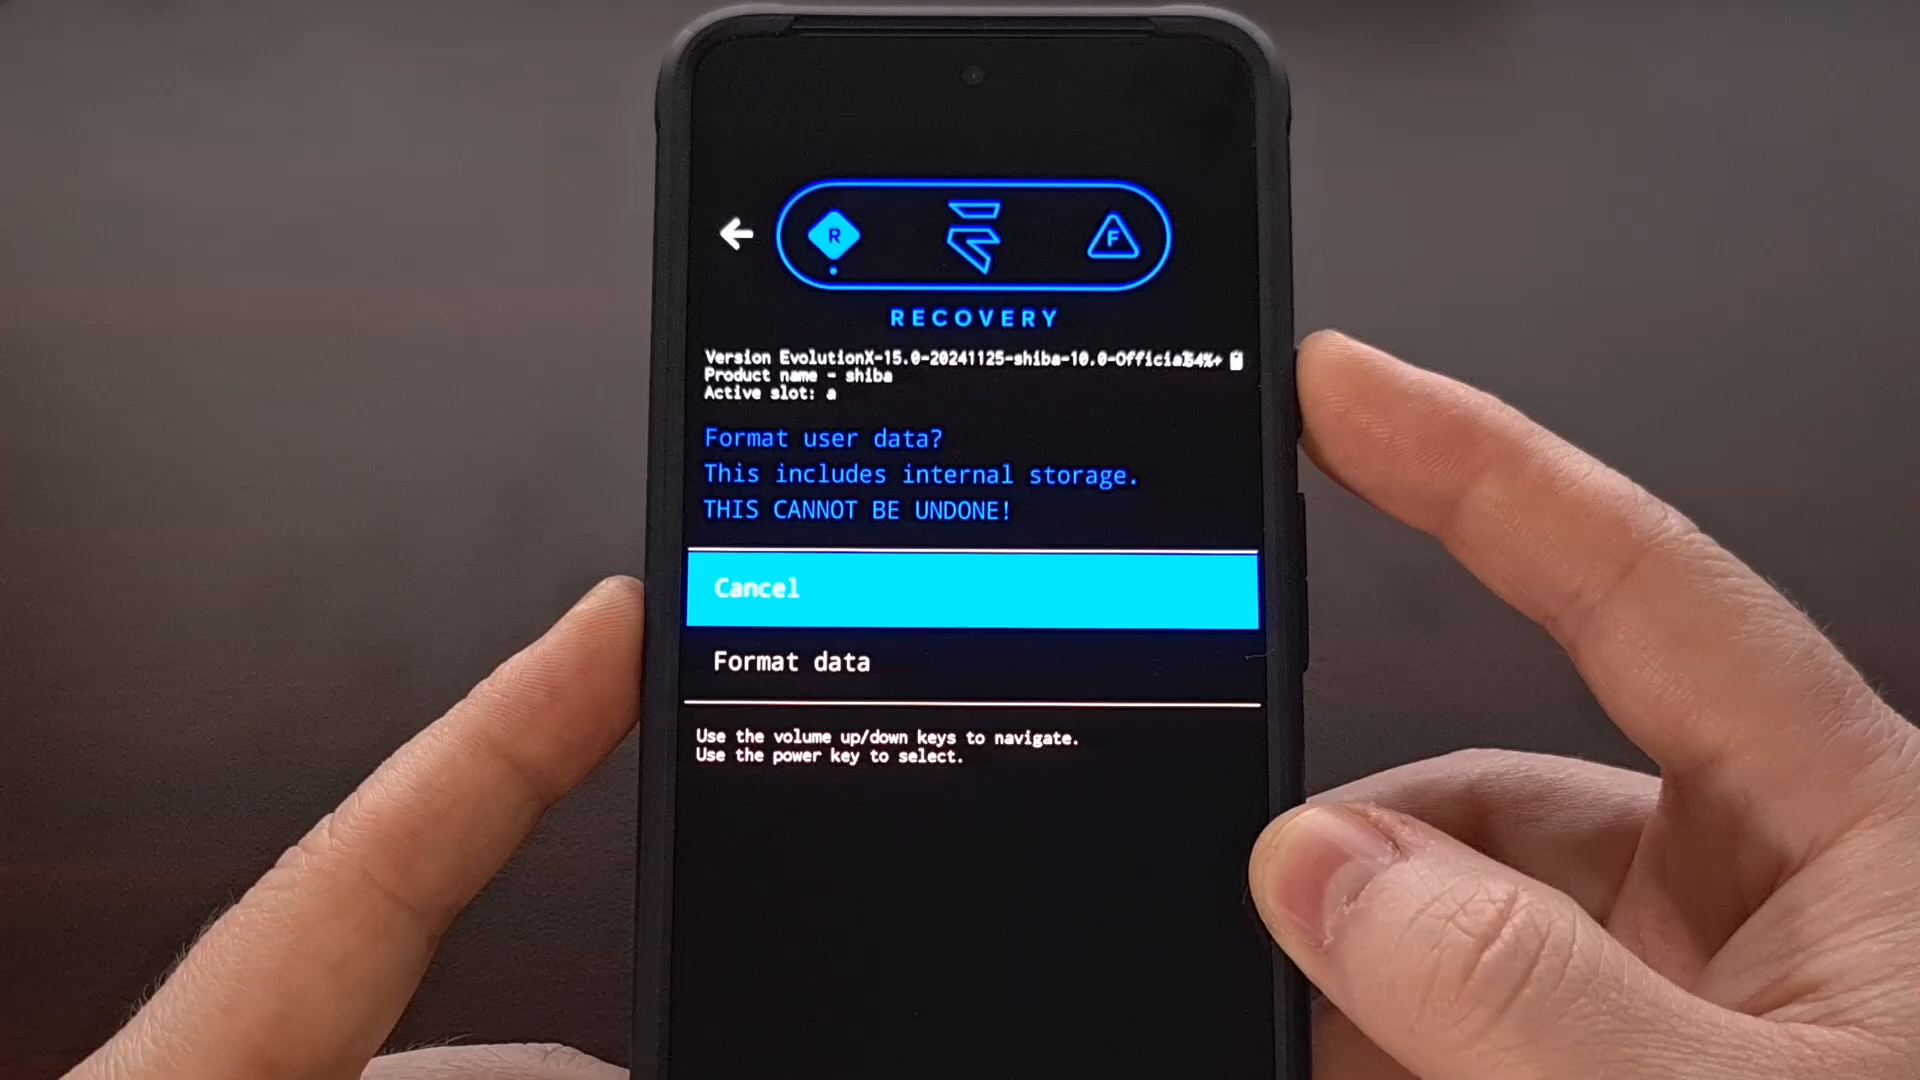 R
F
RECOVERY
Version EvolutionX-15.0-20241125-shiba-10.0-Official 54%+
Product name - shiba
Active slot: a
Format user data?
This includes internal storage.
THIS CANNOT BE UNDONE!
Cancel
Format data
Use the volume up/down keys to navigate.
Use the power key to select.